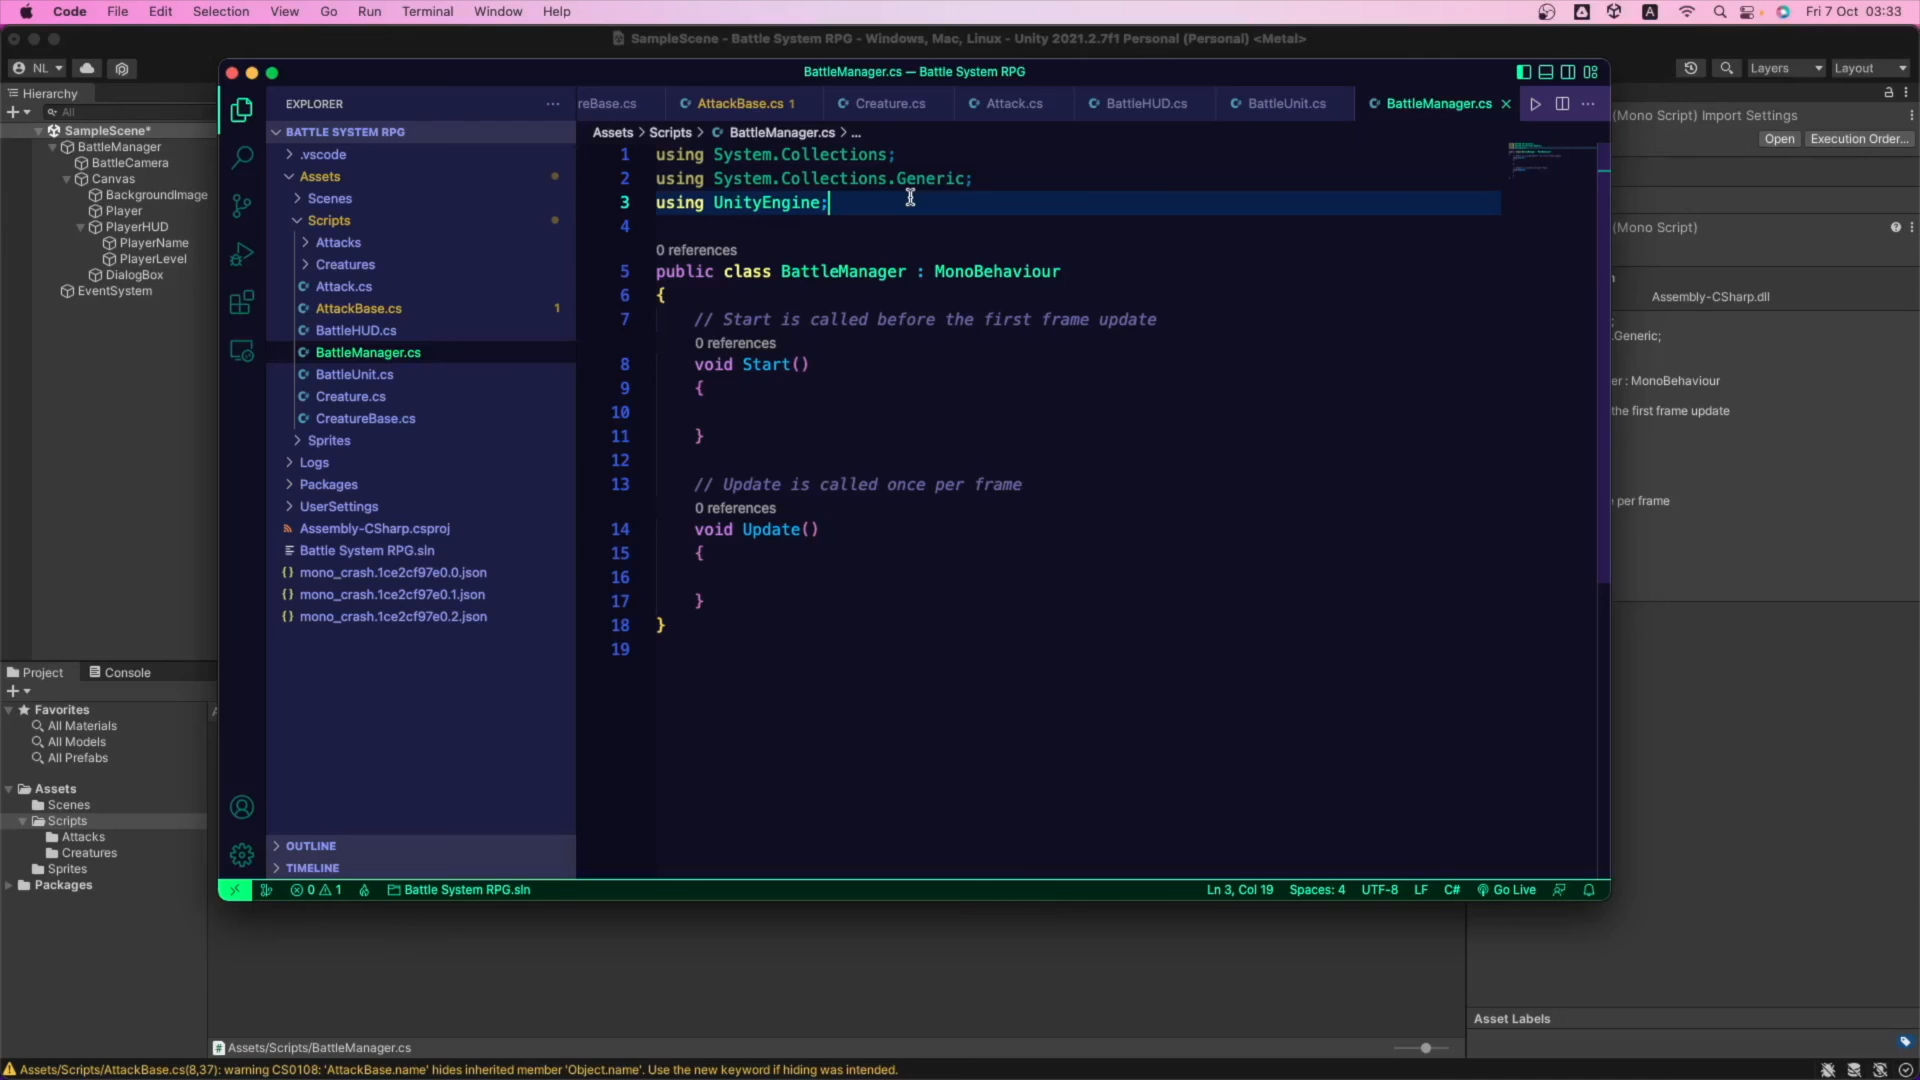 Code File Edit Selection View Go Run Terminal Window Help
A Fri 7 Oct 03:33
SampleScene - Battle System RPG - Windows, Mac, Linux - Unity 2021.2.7f1 Personal (Personal) <Metal>
NL
Layers Layout
Hierarchy
All
SampleScene*
BattleManager
BattleCamera
Canvas
BackgroundImage
Player
PlayerHUD
PlayerName
PlayerLevel
DialogBox
EventSystem
BattleManager.cs — Battle System RPG
EXPLORER
BATTLE SYSTEM RPG
.vscode
Assets
Scenes
Scripts
Attacks
Creatures
Attack.cs
AttackBase.cs 1
BattleHUD.cs
BattleManager.cs
BattleUnit.cs
Creature.cs
CreatureBase.cs
Sprites
Logs
Packages
UserSettings
Assembly-CSharp.csproj
Battle System RPG.sln
mono_crash.1ce2cf97e0.0.json
mono_crash.1ce2cf97e0.1.json
mono_crash.1ce2cf97e0.2.json
OUTLINE
TIMELINE
reBase.cs AttackBase.cs 1 Creature.cs Attack.cs BattleHUD.cs BattleUnit.cs BattleManager.cs
Assets > Scripts > BattleManager.cs > ...
1 using System.Collections;
2 using System.Collections.Generic;
3 using UnityEngine;
4
0 references
5 public class BattleManager : MonoBehaviour
6 {
7 // Start is called before the first frame update
0 references
8 void Start()
9 {
10
11 }
12
13 // Update is called once per frame
0 references
14 void Update()
15 {
16
17 }
18 }
19
0 1 Battle System RPG.sln Ln 3, Col 19 Spaces: 4 UTF-8 LF C# Go Live
(Mono Script) Import Settings
Open Execution Order...
(Mono Script)
Assembly-CSharp.dll
.Generic;
er : MonoBehaviour
the first frame update
per frame
Asset Labels
Project Console
Favorites
All Materials
All Models
All Prefabs
Assets
Scenes
Scripts
Attacks
Creatures
Sprites
Packages
Assets/Scripts/BattleManager.cs
Assets/Scripts/AttackBase.cs(8,37): warning CS0108: 'AttackBase.name' hides inherited member 'Object.name'. Use the new keyword if hiding was intended.